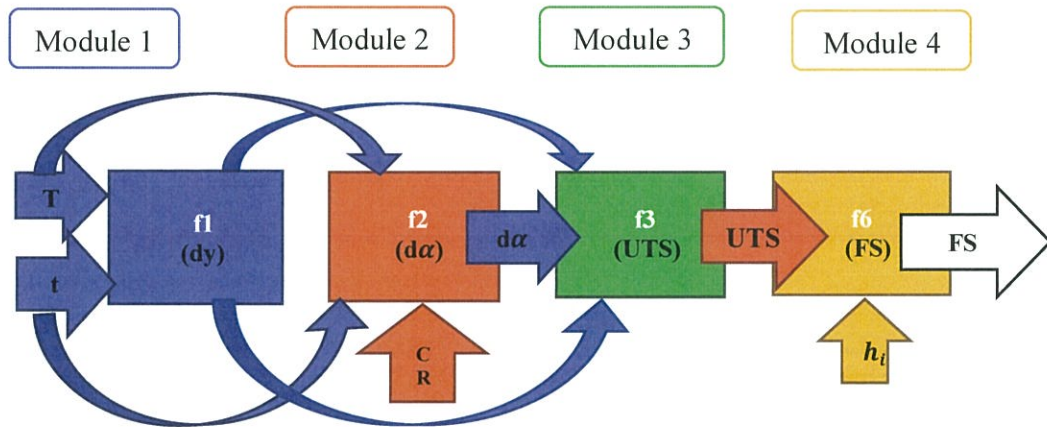 Module 1
Module 2
Module 3
Module 4
T
t
f1
(dy)
f2
(dα)
C
R
dα
f3
(UTS)
UTS
f6
(FS)
h_i
FS